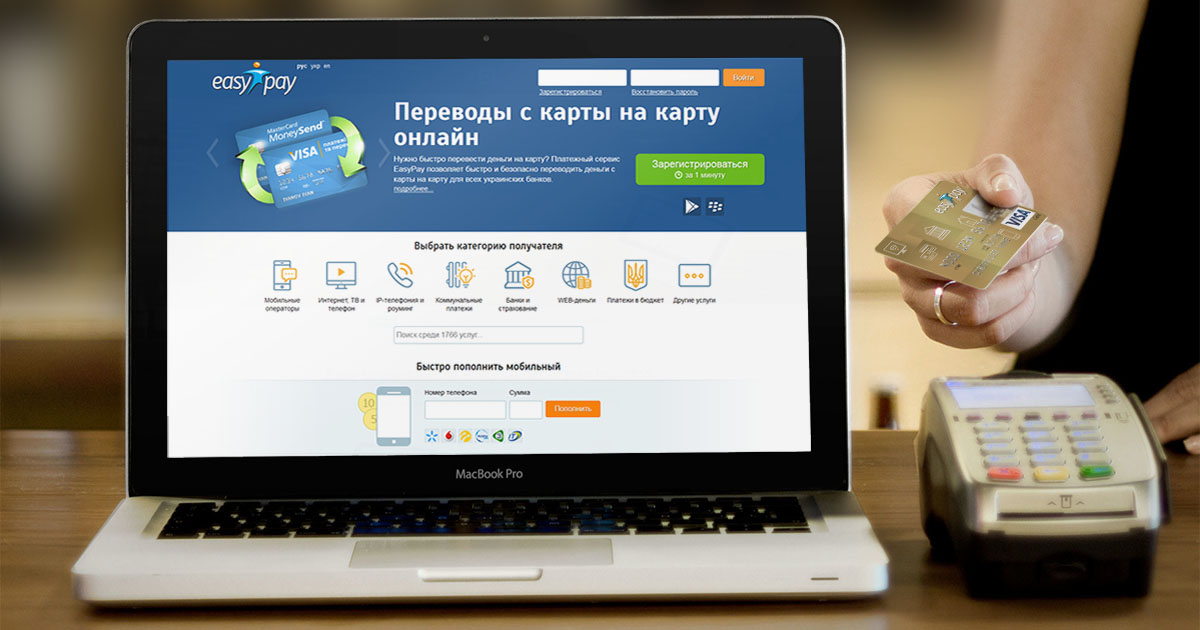 рус укр en
easypay
Войти
Зарегистрироваться
Восстановить пароль
Переводы с карты на карту
онлайн
MasterCard
MoneySend
VISA
Нужно быстро перевести деньги на карту? Платежный сервис
EasyPay позволяет быстро и безопасно переводить деньги с
карты на карту для всех украинских банков.
подробнее...
Зарегистрироваться
за 1 минуту
Выбрать категорию получателя
Мобильные
операторы
Интернет, ТВ и
телефон
IP-телефония и
роуминг
Коммунальные
платежи
Банки и
страхование
WEB-деньги
Платежи в бюджет
Другие услуги
Поиск среди 1766 услуг...
Быстро пополнить мобильный
10
5
Номер телефона
Сумма
Пополнить
MacBook Pro
easypay
VISA